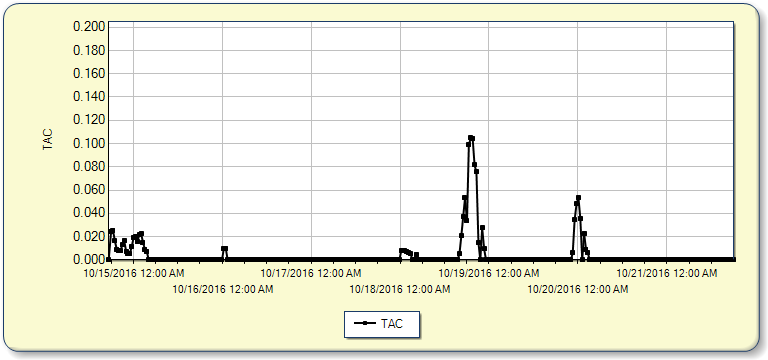 0.200
0.180
0.160
0.140
0.120
0.100
0.080
0.060
0.040
0.020
0.000
TAC
10/15/2016 12:00 AM
10/17/2016 12:00 AM
10/19/2016 12:00 AM
10/21/2016 12:00 AM
10/16/2016 12:00 AM
10/18/2016 12:00 AM
10/20/2016 12:00 AM
TAC